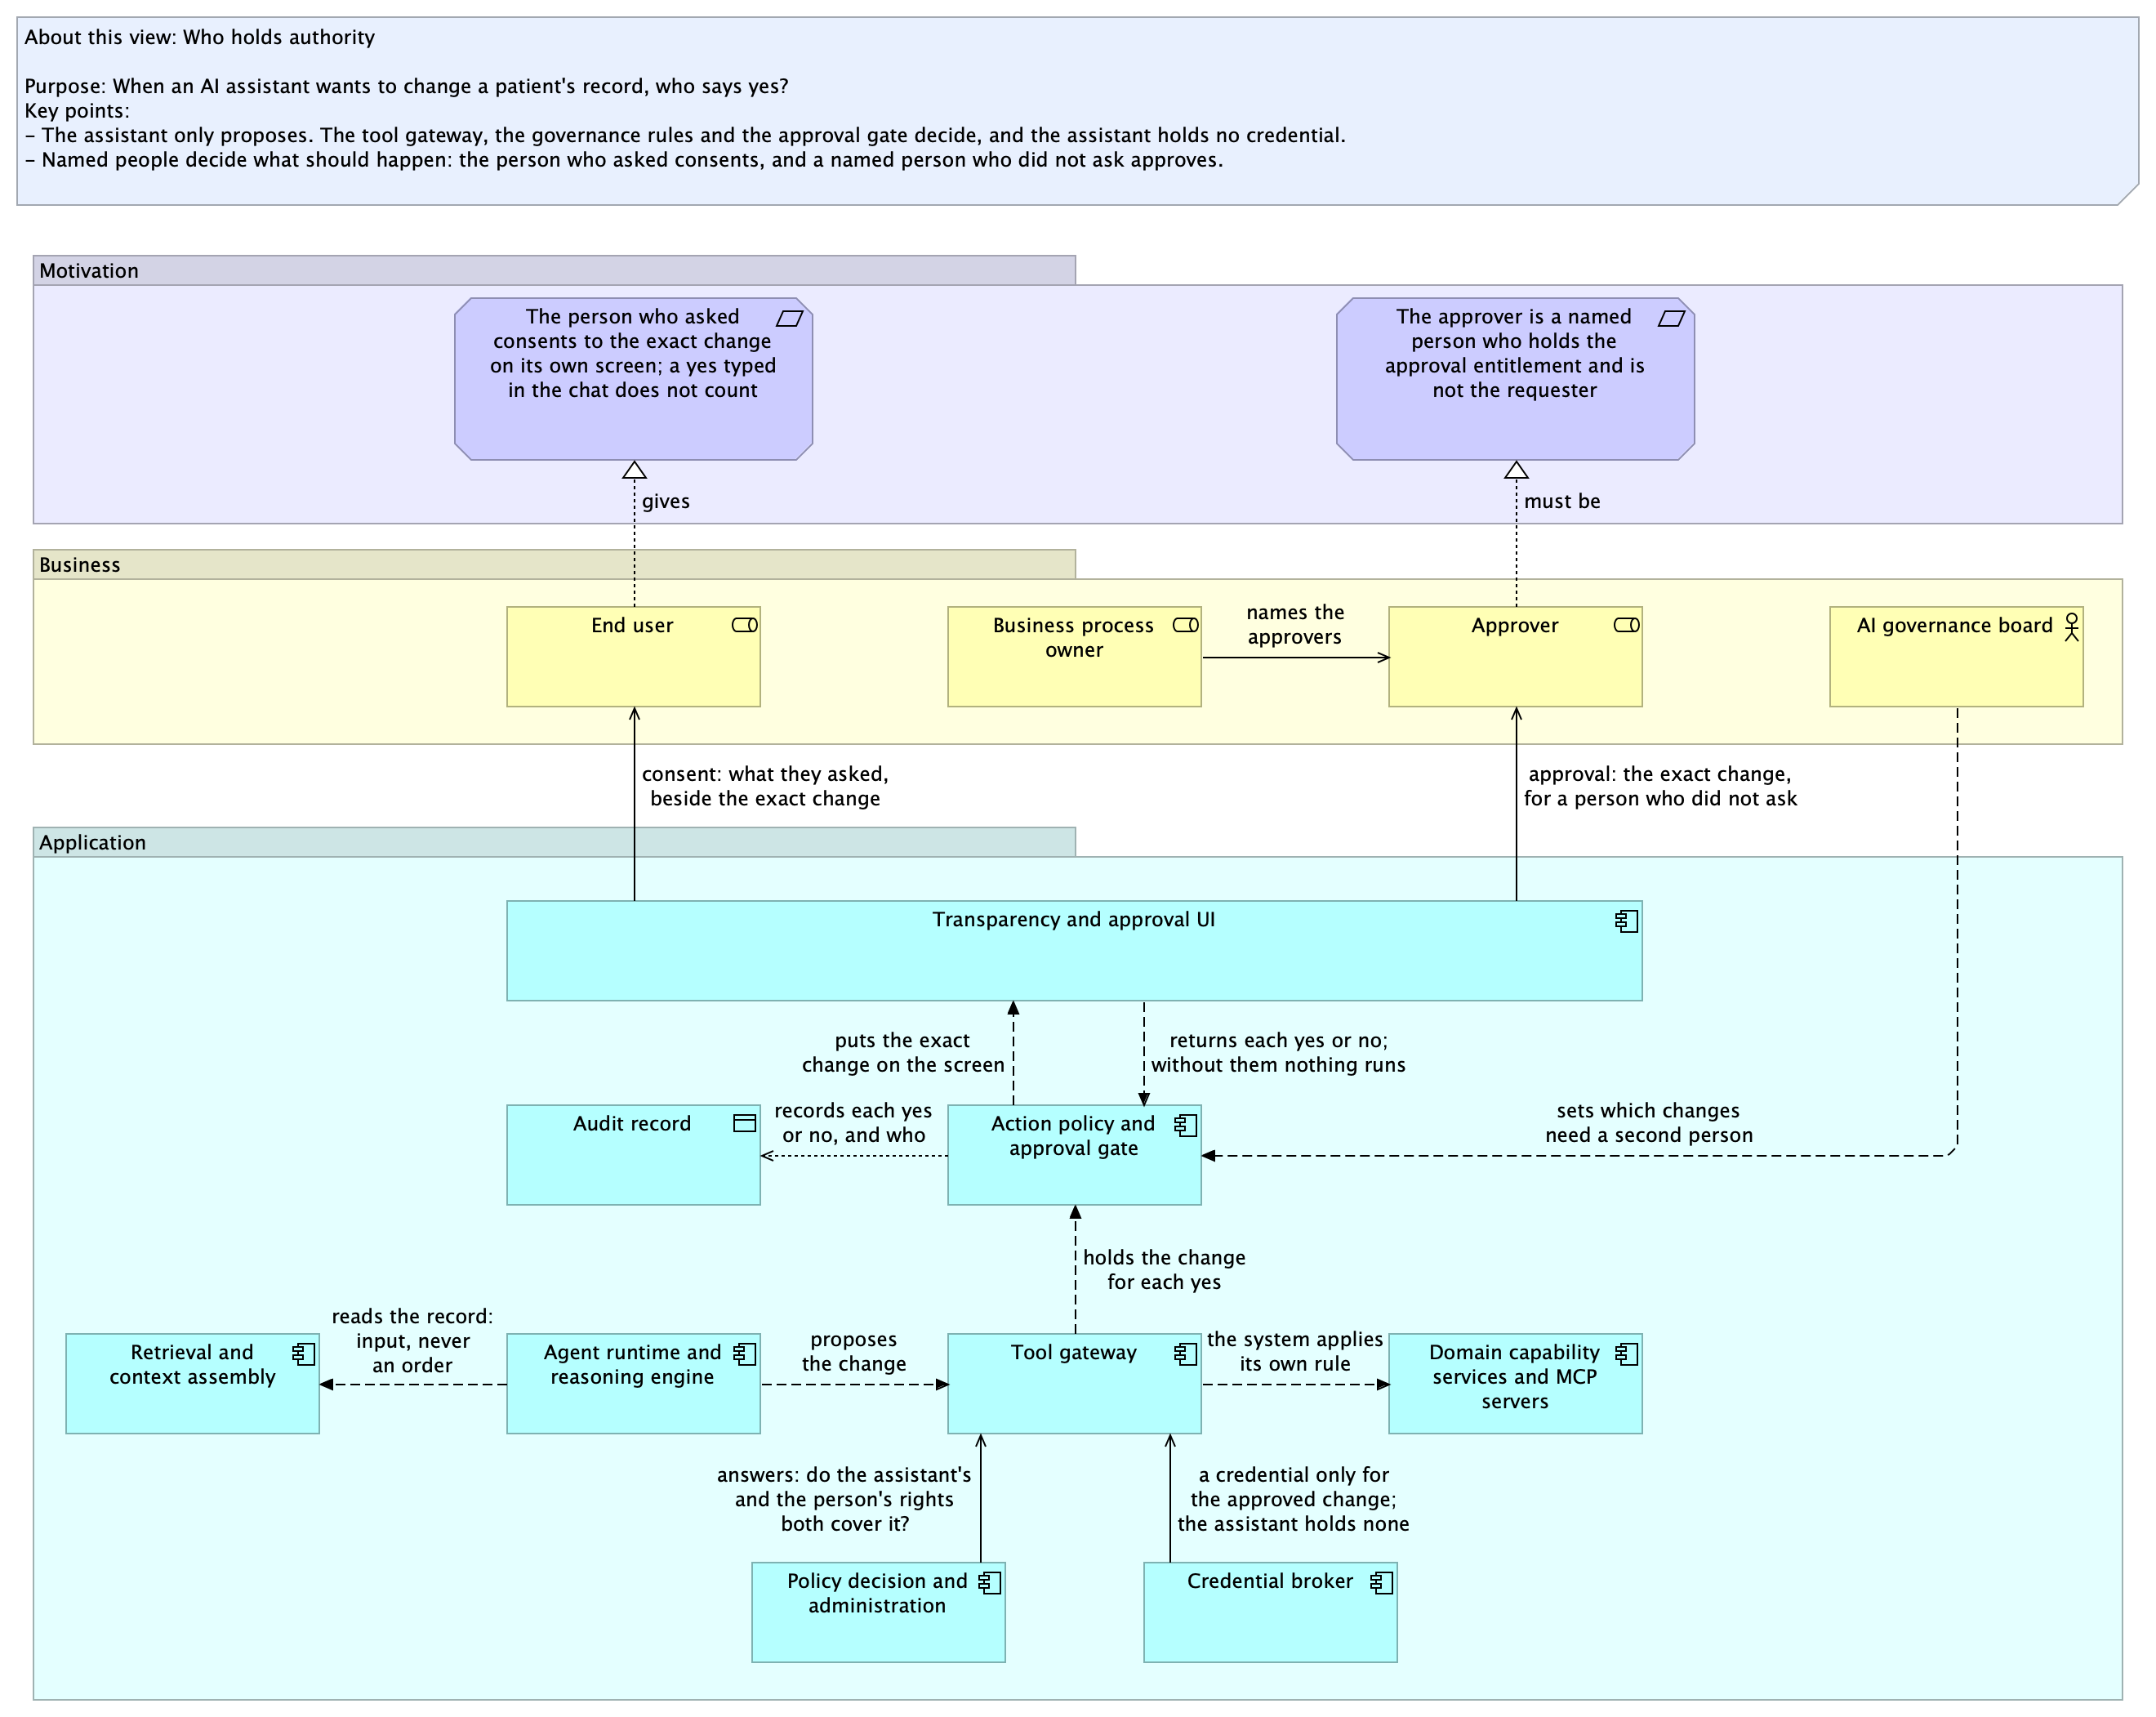 About this view: Who holds authority
Purpose: When an AI assistant wants to change a patient's record, who says yes?
Key points:
- The assistant only proposes. The tool gateway, the governance rules and the approval gate decide, and the assistant holds no credential.
- Named people decide what should happen: the person who asked consents, and a named person who did not ask approves.
Motivation
The person who asked
consents to the exact change
on its own screen; a yes typed
in the chat does not count
The approver is a named
person who holds the
approval entitlement and is
not the requester
gives
must be
Business
End user
Business process
owner
names the
approvers
Approver
AI governance board
consent: what they asked,
beside the exact change
approval: the exact change,
for a person who did not ask
Application
Transparency and approval UI
puts the exact
change on the screen
returns each yes or no;
without them nothing runs
Audit record
records each yes
or no, and who
Action policy and
approval gate
sets which changes
need a second person
holds the change
for each yes
Retrieval and
context assembly
reads the record:
input, never
an order
Agent runtime and
reasoning engine
proposes
the change
Tool gateway
the system applies
its own rule
Domain capability
services and MCP
servers
answers: do the assistant's
and the person's rights
both cover it?
a credential only for
the approved change;
the assistant holds none
Policy decision and
administration
Credential broker